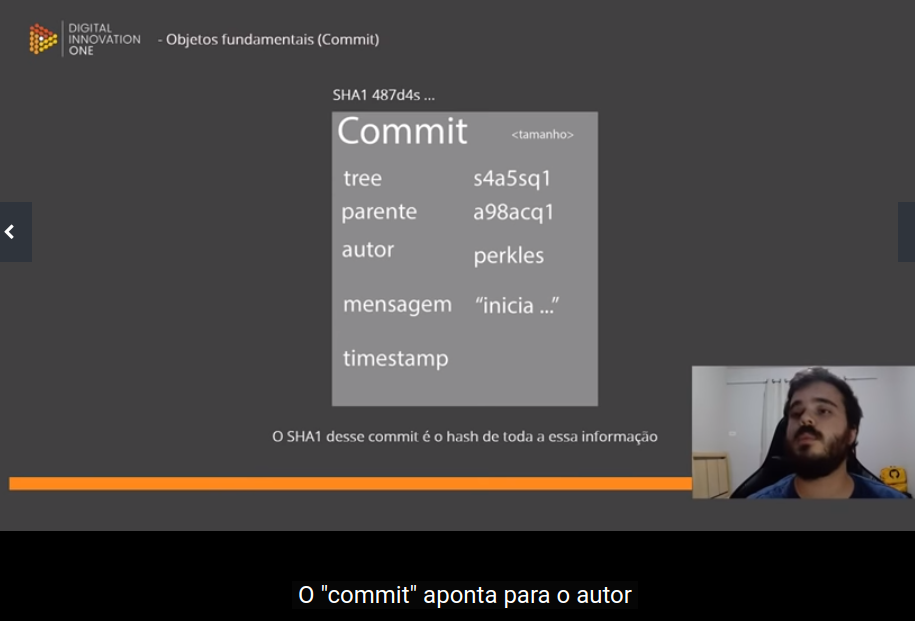 DIGITAL
INNOVATION
ONE
- Objetos fundamentais (Commit)
SHA1 487d4s ...
Commit <tamanho>
tree s4a5sq1
parente a98acq1
autor perkles
mensagem “inicia ...”
timestamp
O SHA1 desse commit é o hash de toda a essa informação
O "commit" aponta para o autor